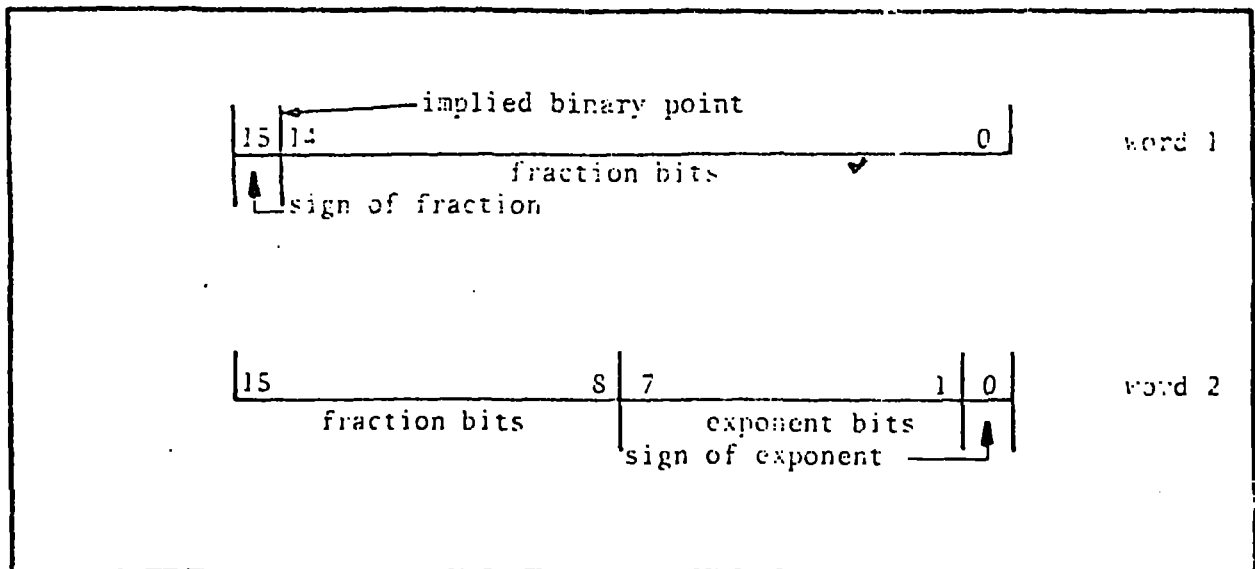 implied binary point
15 14 0 word 1
fraction bits
sign of fraction
15 8 7 1 0 word 2
fraction bits exponent bits
sign of exponent